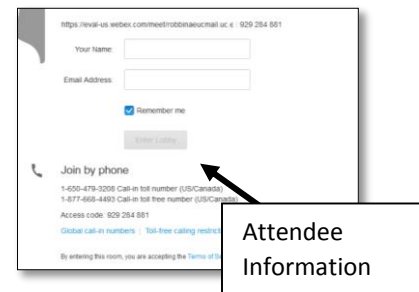 https://eval-us.webex.com/meet/robbinaeucmail.uc.e : 929 284 881
Your Name:
Email Address:
Remember me
Enter Lobby
Join by phone
1-650-479-3208 Call-in toll number (US/Canada)
1-877-668-4493 Call-in toll free number (US/Canada)
Access code: 929 284 881
Global call-in numbers | Toll-free calling
By entering this room, you are accepting the Terms of
Attendee
Information